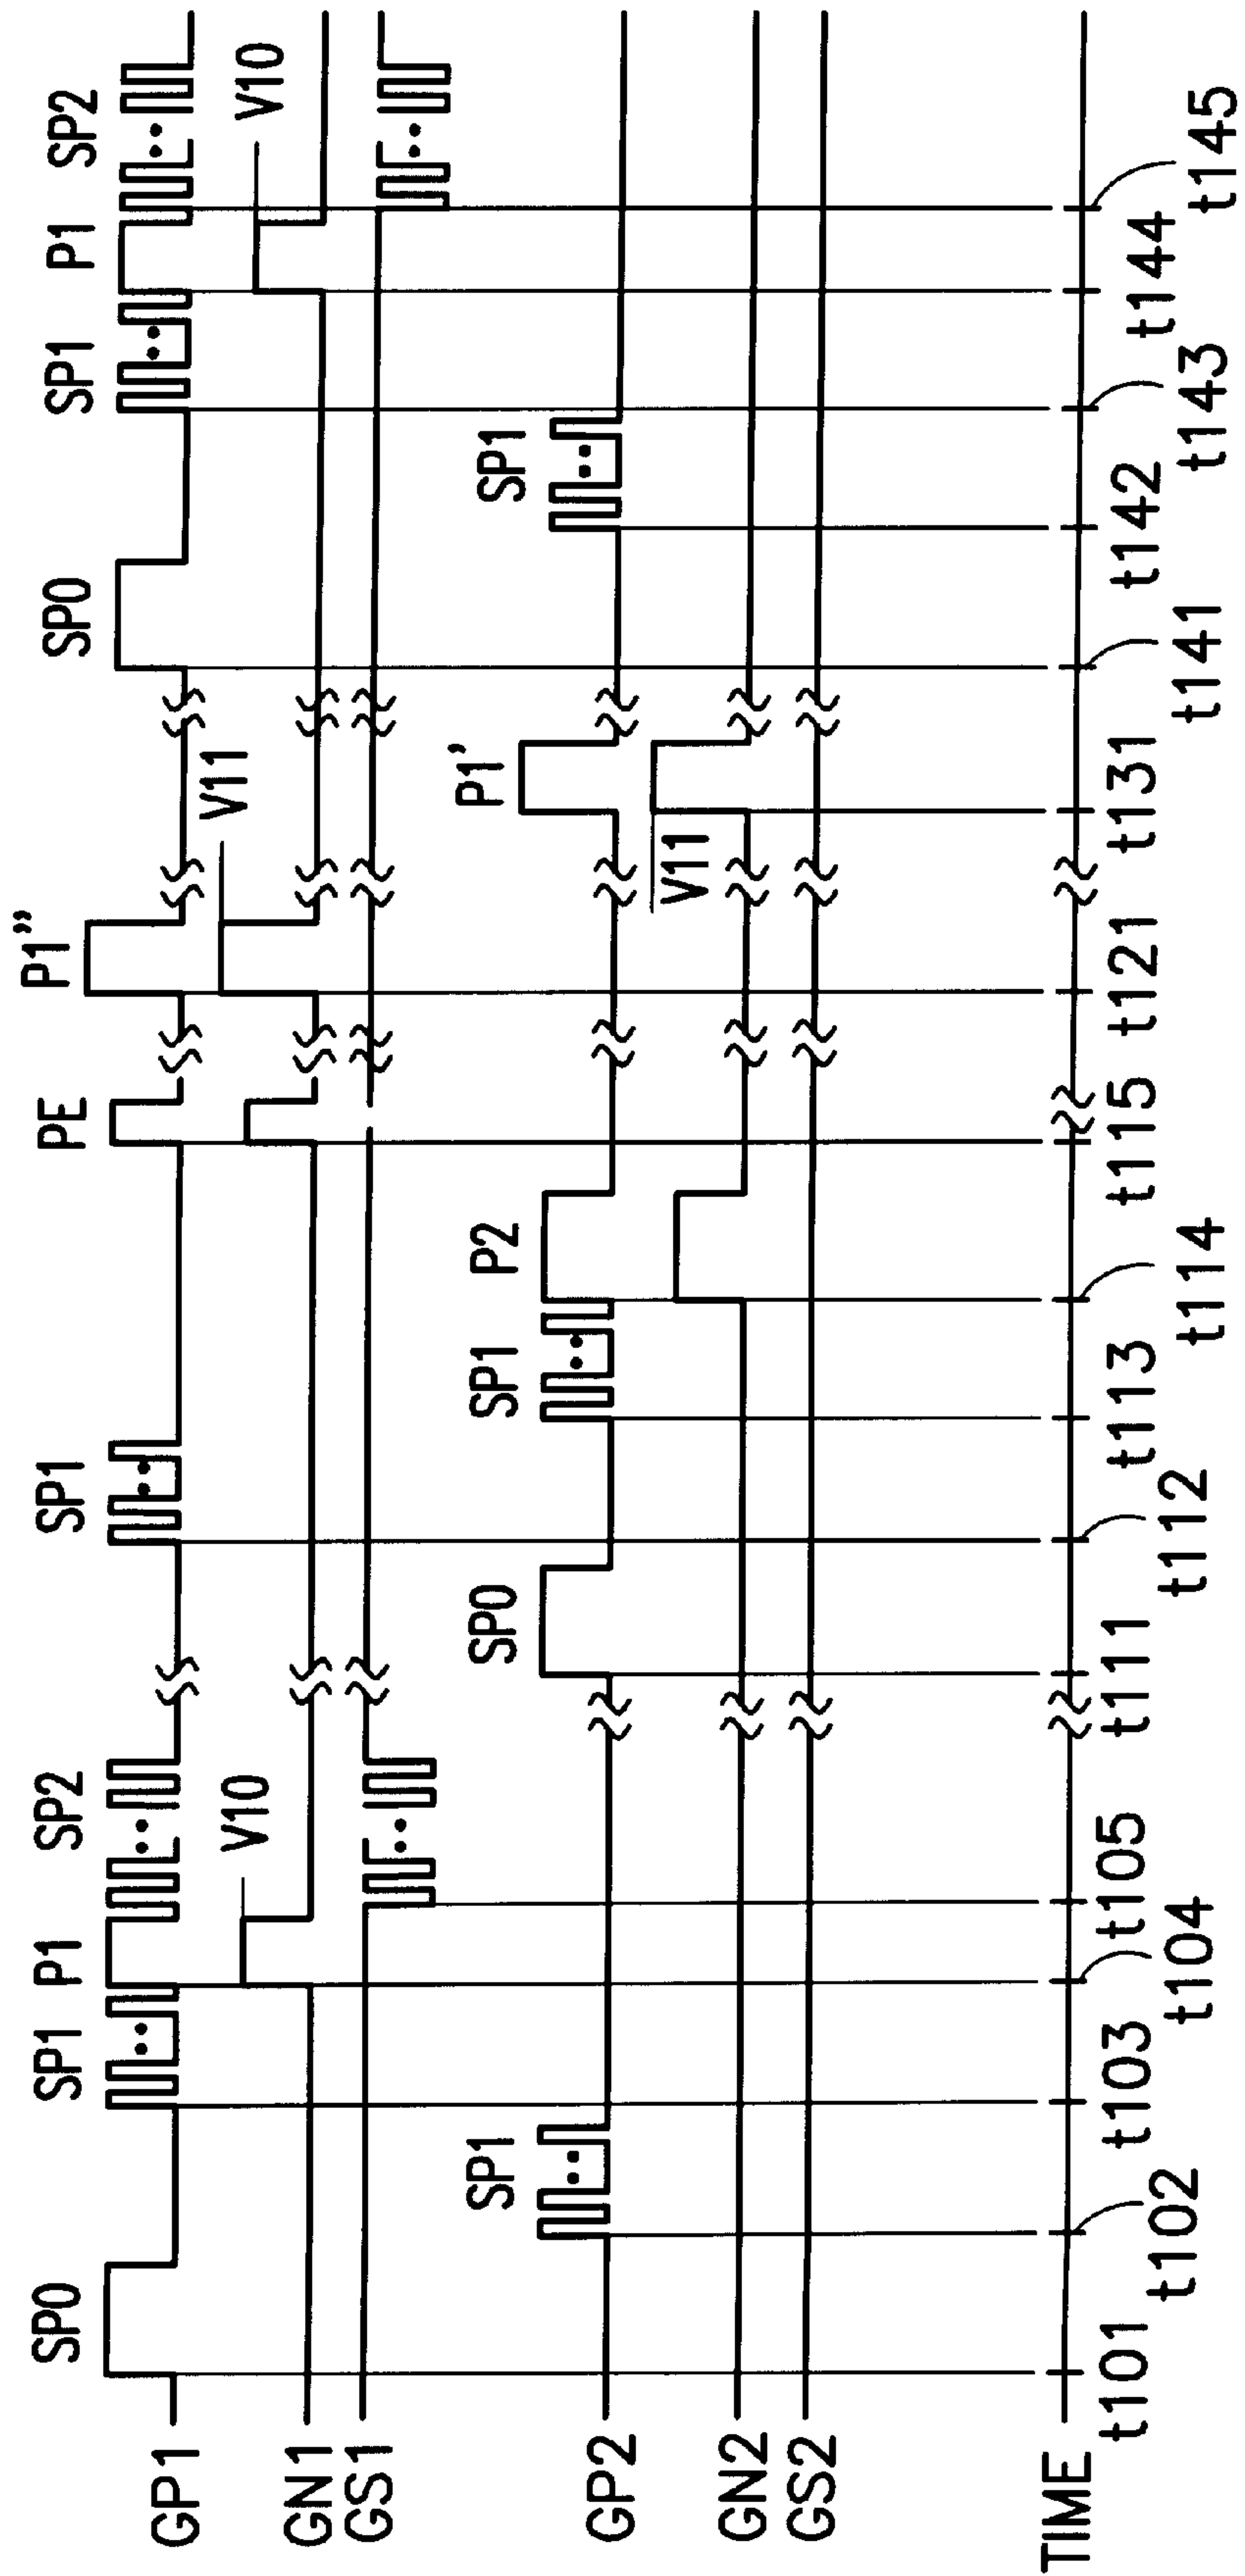 SP0 SP1 P1 SP2 SP1 PE P1” SP0 SP1 P1 SP2
GP1
V10 V11 V10
GN1
GS1
SP1 SP0 SP1 P2 P1’ SP1
GP2
V11
GN2
GS2
TIME
t101 t102 t103 t104 t105 t111 t112 t113 t114 t115 t121 t131 t141 t142 t143 t144 t145